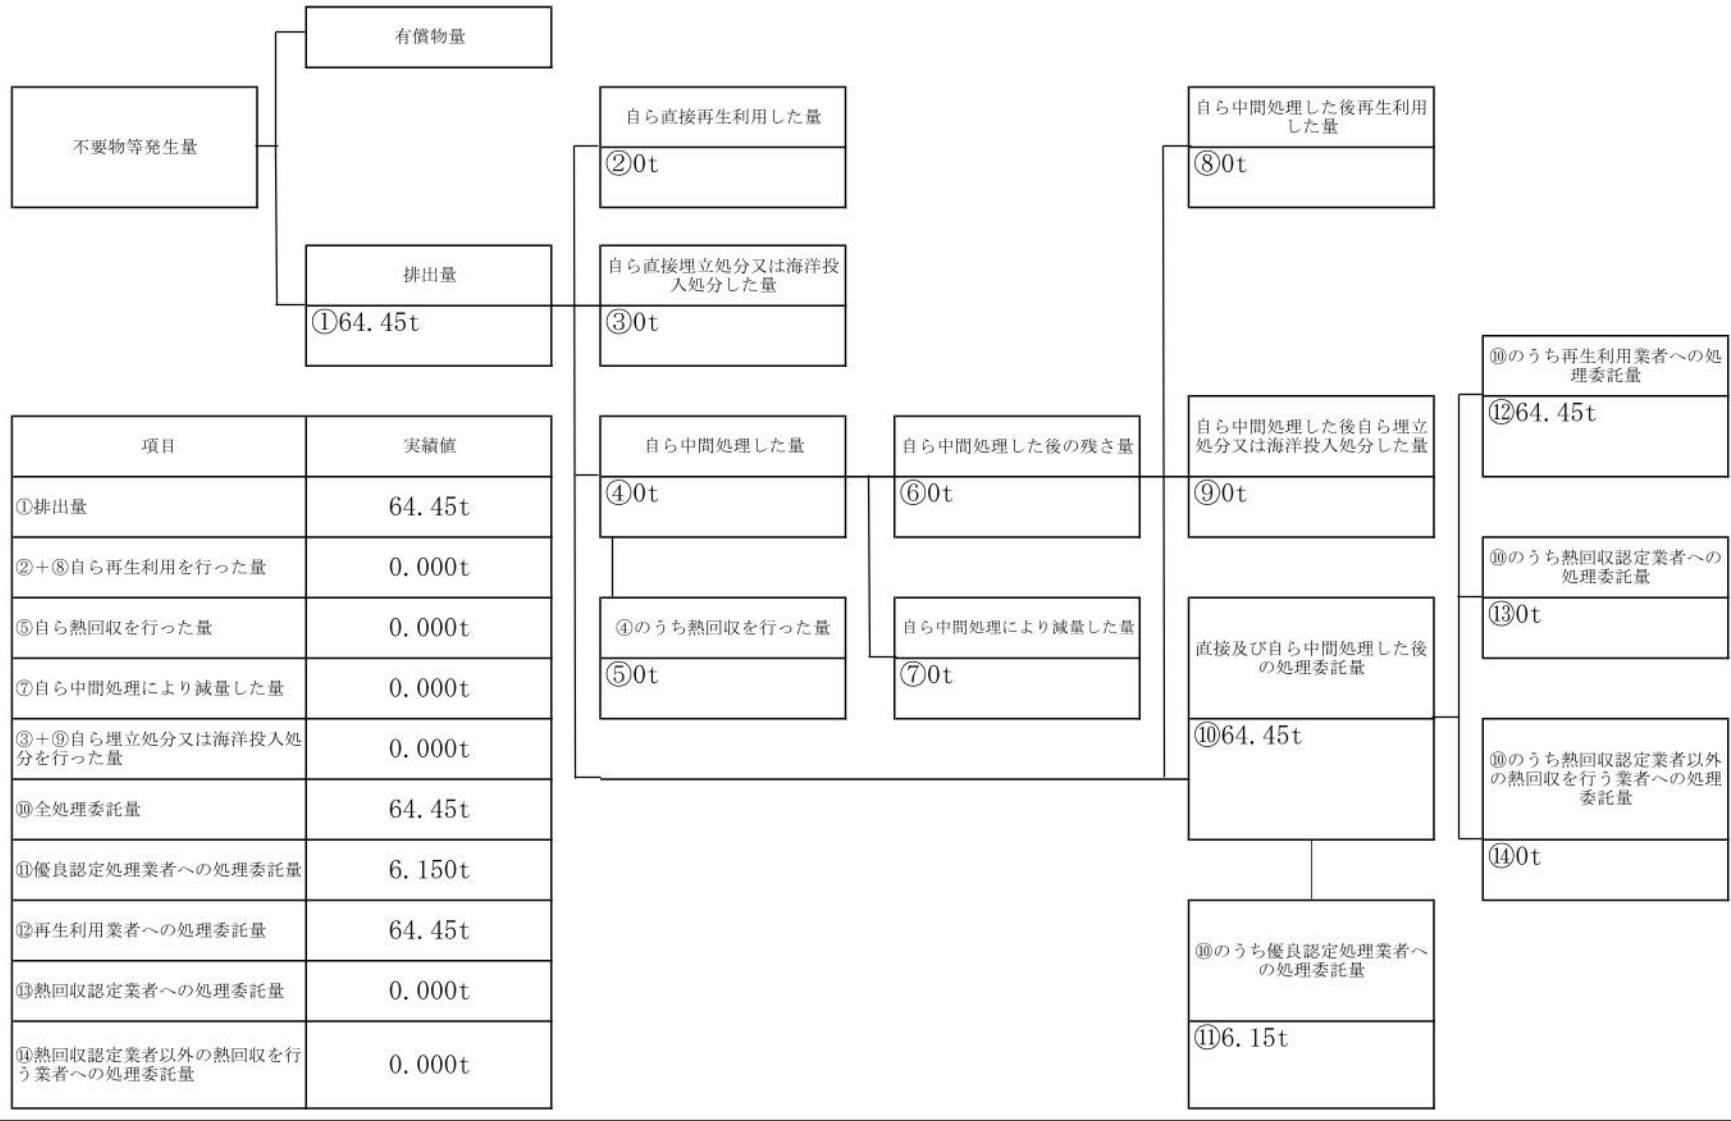 有償物量
不要物等発生量
排出量
①64.45t
自ら直接再生利用した量
②0t
自ら直接埋立処分又は海洋投
入処分した量
③0t
自ら中間処理した量
④0t
④のうち熱回収を行った量
⑤0t
自ら中間処理した後の残さ量
⑥0t
自ら中間処理により減量した量
⑦0t
自ら中間処理した後再生利用
した量
⑧0t
自ら中間処理した後自ら埋立
処分又は海洋投入処分した量
⑨0t
直接及び自ら中間処理した後
の処理委託量
⑩64.45t
⑩のうち優良認定処理業者へ
の処理委託量
⑪6.15t
⑩のうち再生利用業者への処
理委託量
⑫64.45t
⑩のうち熱回収認定業者への
処理委託量
⑬0t
⑩のうち熱回収認定業者以外
の熱回収を行う業者への処理
委託量
⑭0t
項目 実績値
①排出量 64.45t
②＋⑧自ら再生利用を行った量 0.000t
⑤自ら熱回収を行った量 0.000t
⑦自ら中間処理により減量した量 0.000t
③＋⑨自ら埋立処分又は海洋投入処
分を行った量 0.000t
⑩全処理委託量 64.45t
⑪優良認定処理業者への処理委託量 6.150t
⑫再生利用業者への処理委託量 64.45t
⑬熱回収認定業者への処理委託量 0.000t
⑭熱回収認定業者以外の熱回収を行
う業者への処理委託量 0.000t